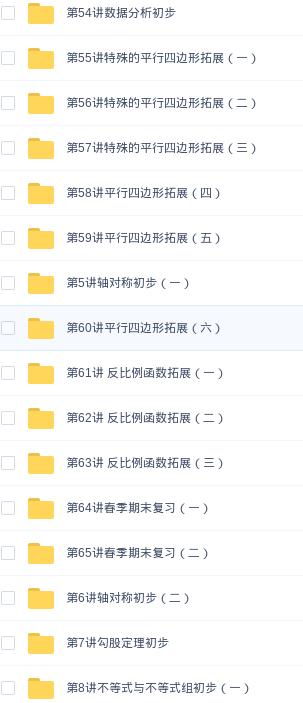 第54讲数据分析初步
第55讲特殊的平行四边形拓展（一）
第56讲特殊的平行四边形拓展（二）
第57讲特殊的平行四边形拓展（三）
第58讲平行四边形拓展（四）
第59讲平行四边形拓展（五）
第5讲轴对称初步（一）
第60讲平行四边形拓展（六）
第61讲 反比例函数拓展（一）
第62讲 反比例函数拓展（二）
第63讲 反比例函数拓展（三）
第64讲春季期末复习（一）
第65讲春季期末复习（二）
第6讲轴对称初步（二）
第7讲勾股定理初步
第8讲不等式与不等式组初步（一）